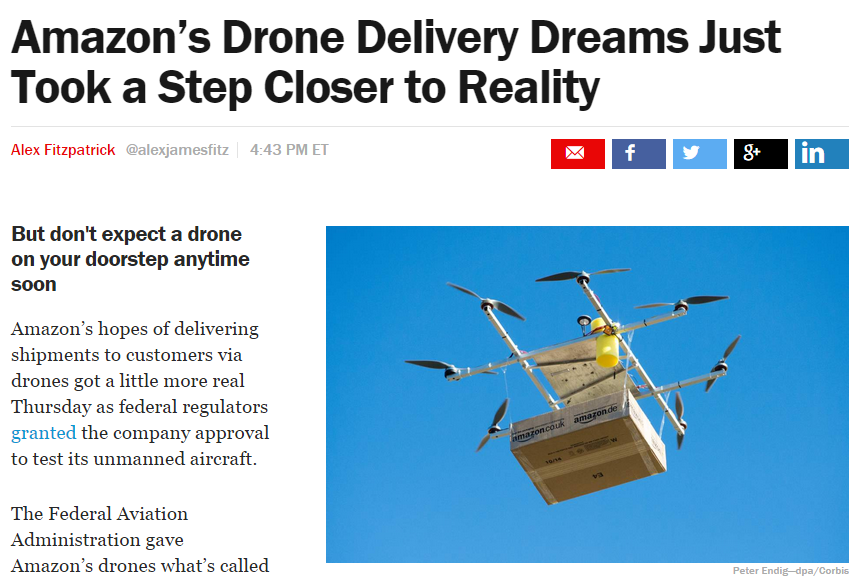 Amazon’s Drone Delivery Dreams Just
Took a Step Closer to Reality
Alex Fitzpatrick @alexjamesfitz 4:43 PM ET
f g+ in
But don't expect a drone
on your doorstep anytime
soon
Amazon’s hopes of delivering
shipments to customers via
drones got a little more real
Thursday as federal regulators
granted the company approval
to test its unmanned aircraft.
The Federal Aviation
Administration gave
Amazon’s drones what’s called
amazon.co.uk amazon.de
E4
Peter Endig—dpa/Corbis